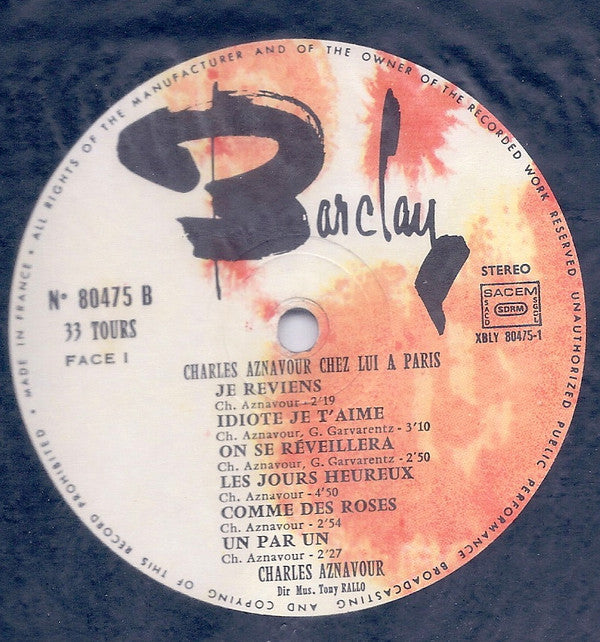 • MADE IN FRANCE • ALL RIGHTS OF THE MANUFACTURER AND OF THE OWNER OF THE RECORDED WORK RESERVED UNAUTHORIZED PUBLIC PERFORMANCE BROADCASTING AND COPYING OF THIS RECORD PROHIBITED
Barclay
STEREO
SACEM
SACD SDRM SGDL
XBLY 80475-1
N° 80475 B
33 TOURS
FACE I
CHARLES AZNAVOUR CHEZ LUI A PARIS
JE REVIENS
Ch. Aznavour - 2'19
IDIOTE JE T'AIME
Ch. Aznavour, G. Garvarentz - 3'10
ON SE RÉVEILLERA
Ch. Aznavour, G. Garvarentz - 2'50
LES JOURS HEUREUX
Ch. Aznavour - 4'50
COMME DES ROSES
Ch. Aznavour - 2'54
UN PAR UN
Ch. Aznavour - 2'27
CHARLES AZNAVOUR
Dir Mus. Tony RALLO